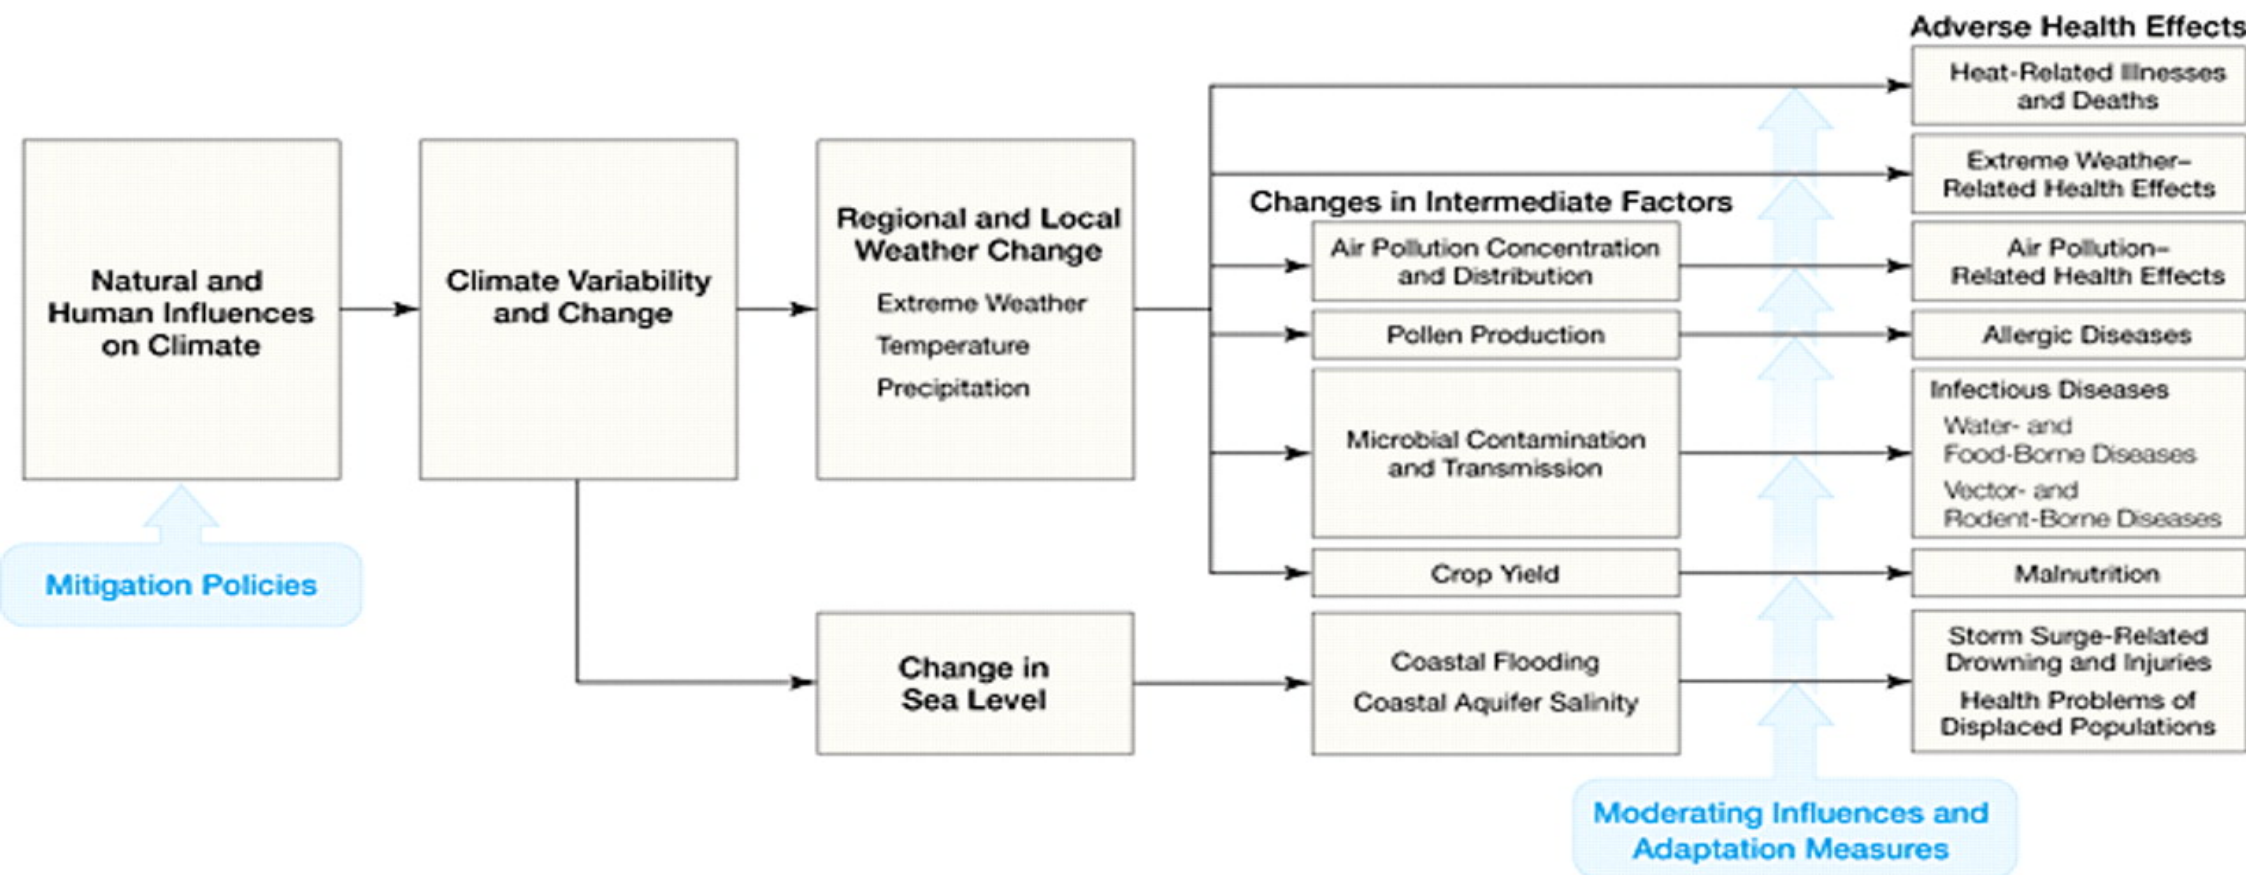 Adverse Health Effects
Heat-Related Illnesses
and Deaths
Extreme Weather–
Related Health Effects
Natural and
Human Influences
on Climate
Climate Variability
and Change
Regional and Local
Weather Change
Extreme Weather
Temperature
Precipitation
Changes in Intermediate Factors
Air Pollution Concentration
and Distribution
Air Pollution–
Related Health Effects
Pollen Production
Allergic Diseases
Microbial Contamination
and Transmission
Infectious Diseases
Water- and
Food-Borne Diseases
Vector- and
Rodent-Borne Diseases
Crop Yield
Malnutrition
Mitigation Policies
Change in
Sea Level
Coastal Flooding
Coastal Aquifer Salinity
Storm Surge-Related
Drowning and Injuries
Health Problems of
Displaced Populations
Moderating Influences and
Adaptation Measures